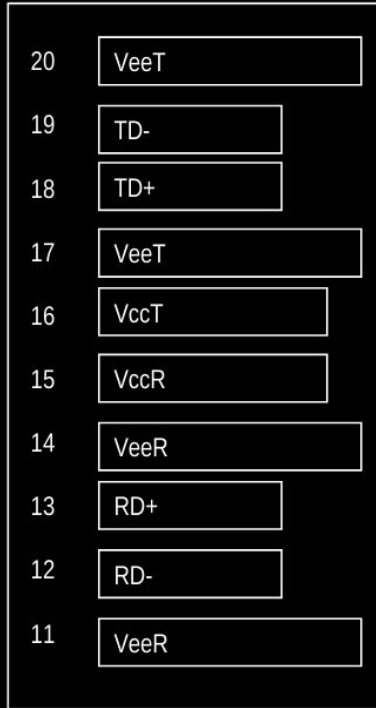 20 VeeT
19 TD-
18 TD+
17 VeeT
16 VccT
15 VccR
14 VeeR
13 RD+
12 RD-
11 VeeR